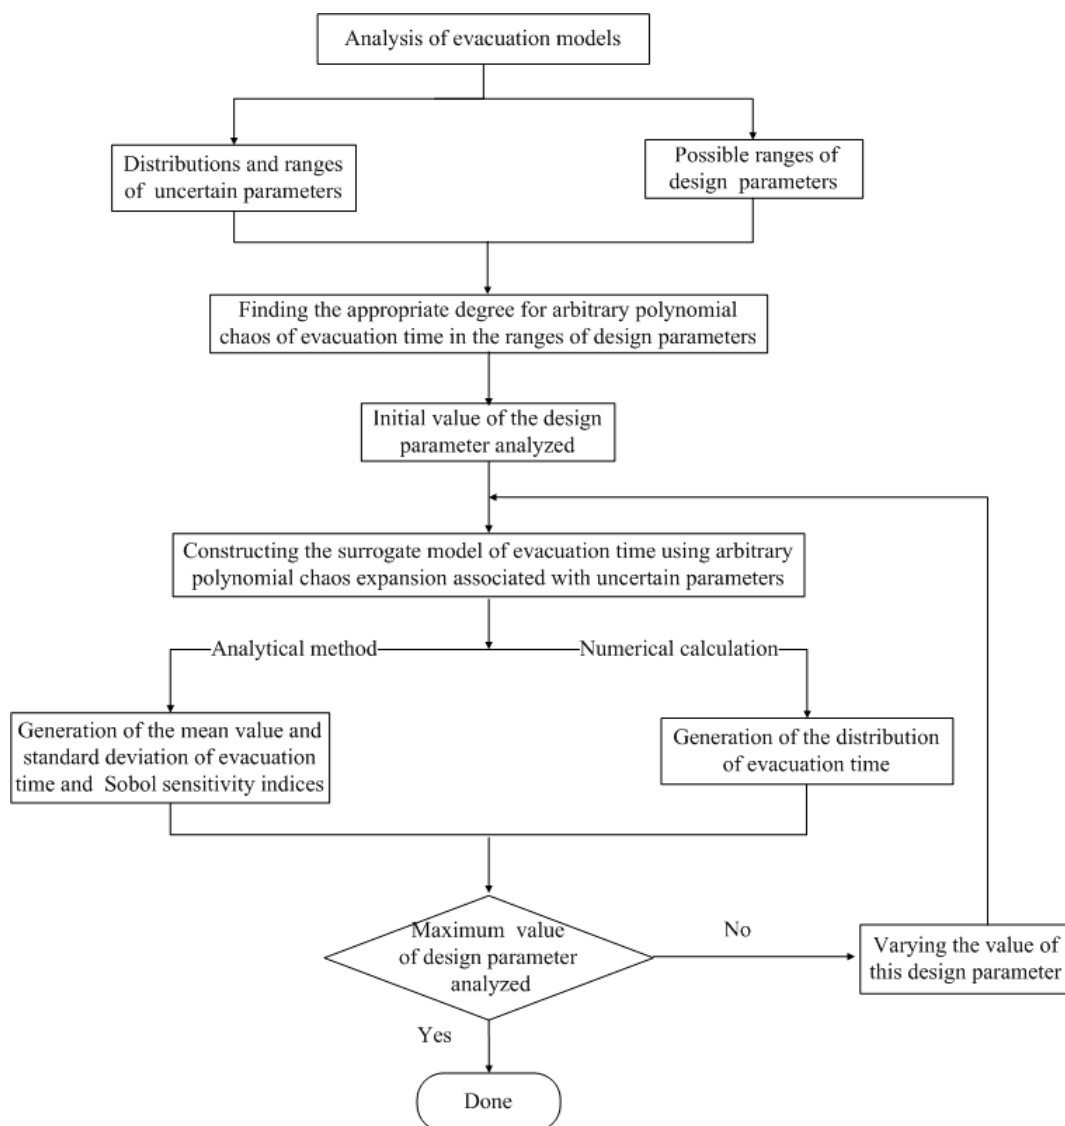 Analysis of evacuation models
Distributions and ranges
of uncertain parameters
Possible ranges of
design parameters
Finding the appropriate degree for arbitrary polynomial
chaos of evacuation time in the ranges of design parameters
Initial value of the design
parameter analyzed
Constructing the surrogate model of evacuation time using arbitrary
polynomial chaos expansion associated with uncertain parameters
Analytical method
Numerical calculation
Generation of the mean value and
standard deviation of evacuation
time and Sobol sensitivity indices
Generation of the distribution
of evacuation time
Maximum value
of design parameter
analyzed
No
Varying the value of
this design parameter
Yes
Done